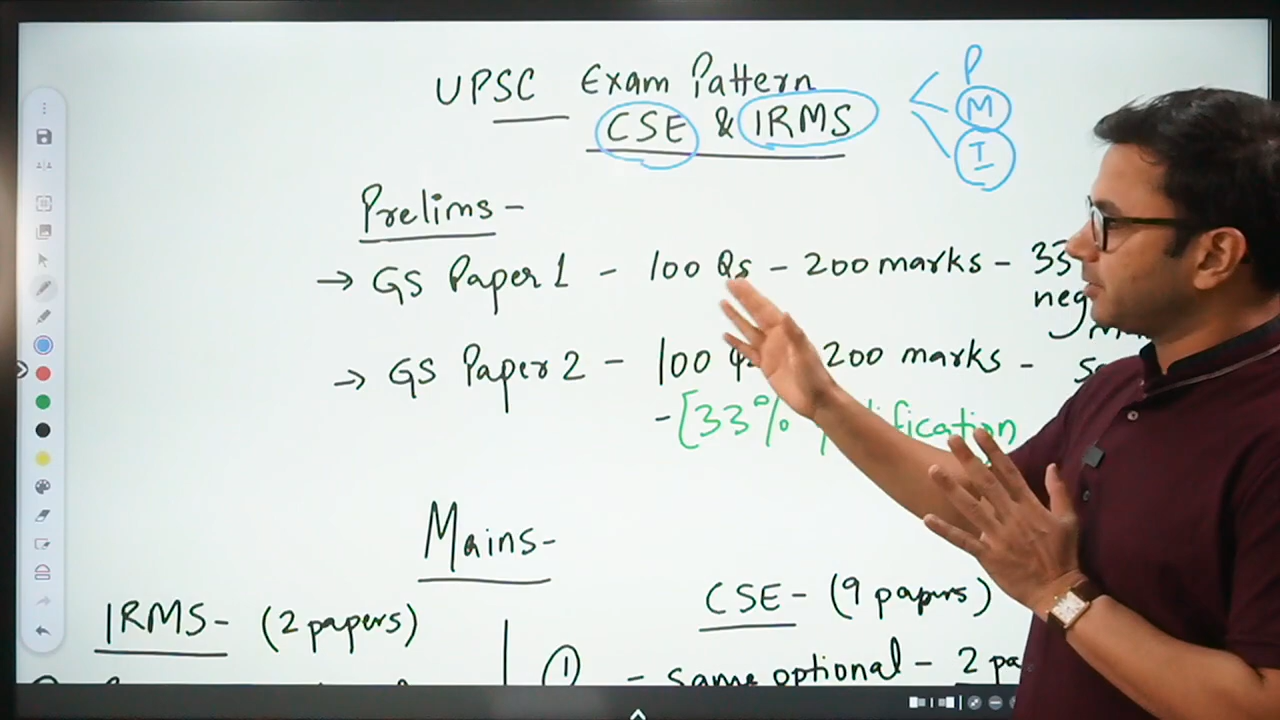 UPSC Exam Pattern
CSE & IRMS
P
M
I
Prelims-
→ GS Paper 1 - 100 Qs - 200 marks - 33
neg
→ GS Paper 2 - 100 200 marks -
-[33%
Mains-
IRMS- (2 papers)
CSE- (9 papers)
① - same optional - 2 pa